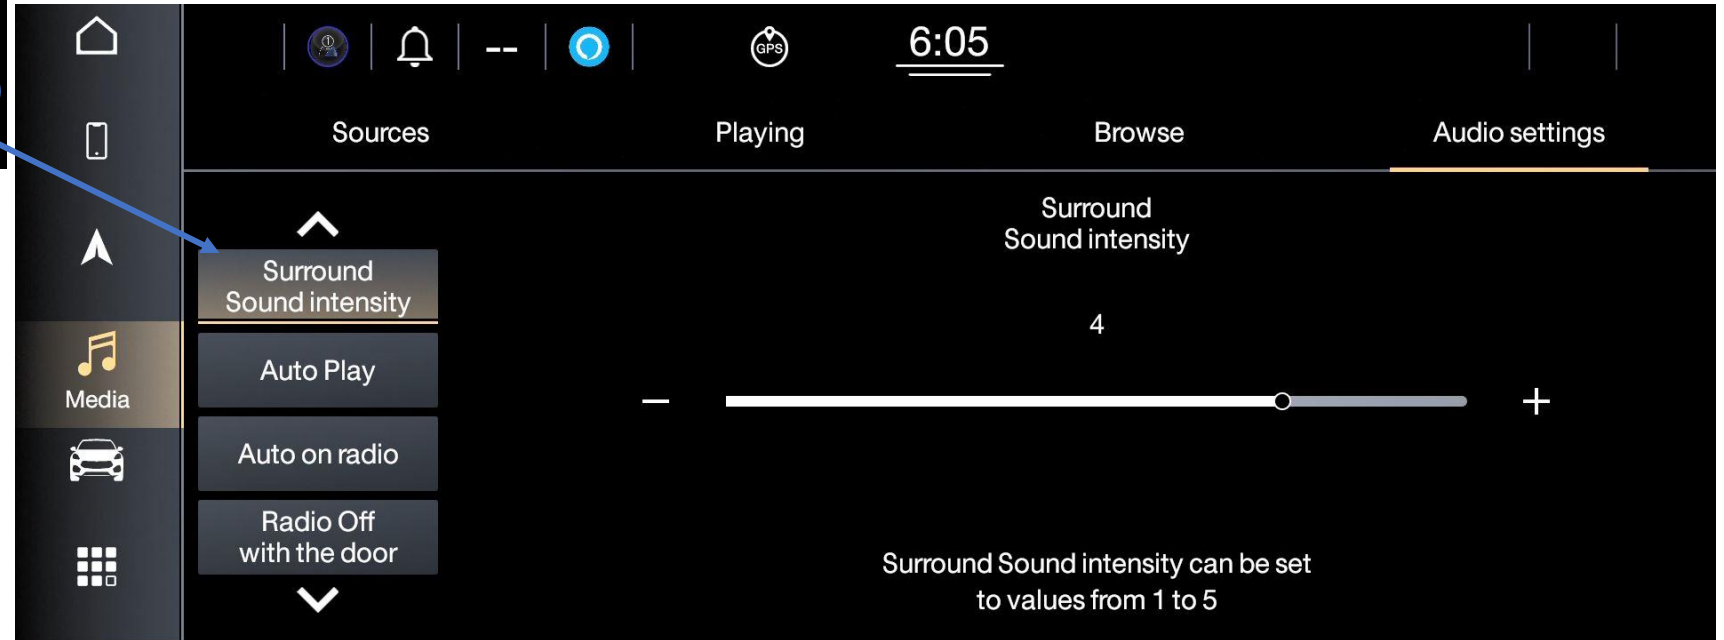 --
GPS
6:05
Sources
Playing
Browse
Audio settings
Surround
Sound intensity
Surround
Sound intensity
4
Auto Play
Media
Auto on radio
Radio Off
with the door
Surround Sound intensity can be set
to values from 1 to 5